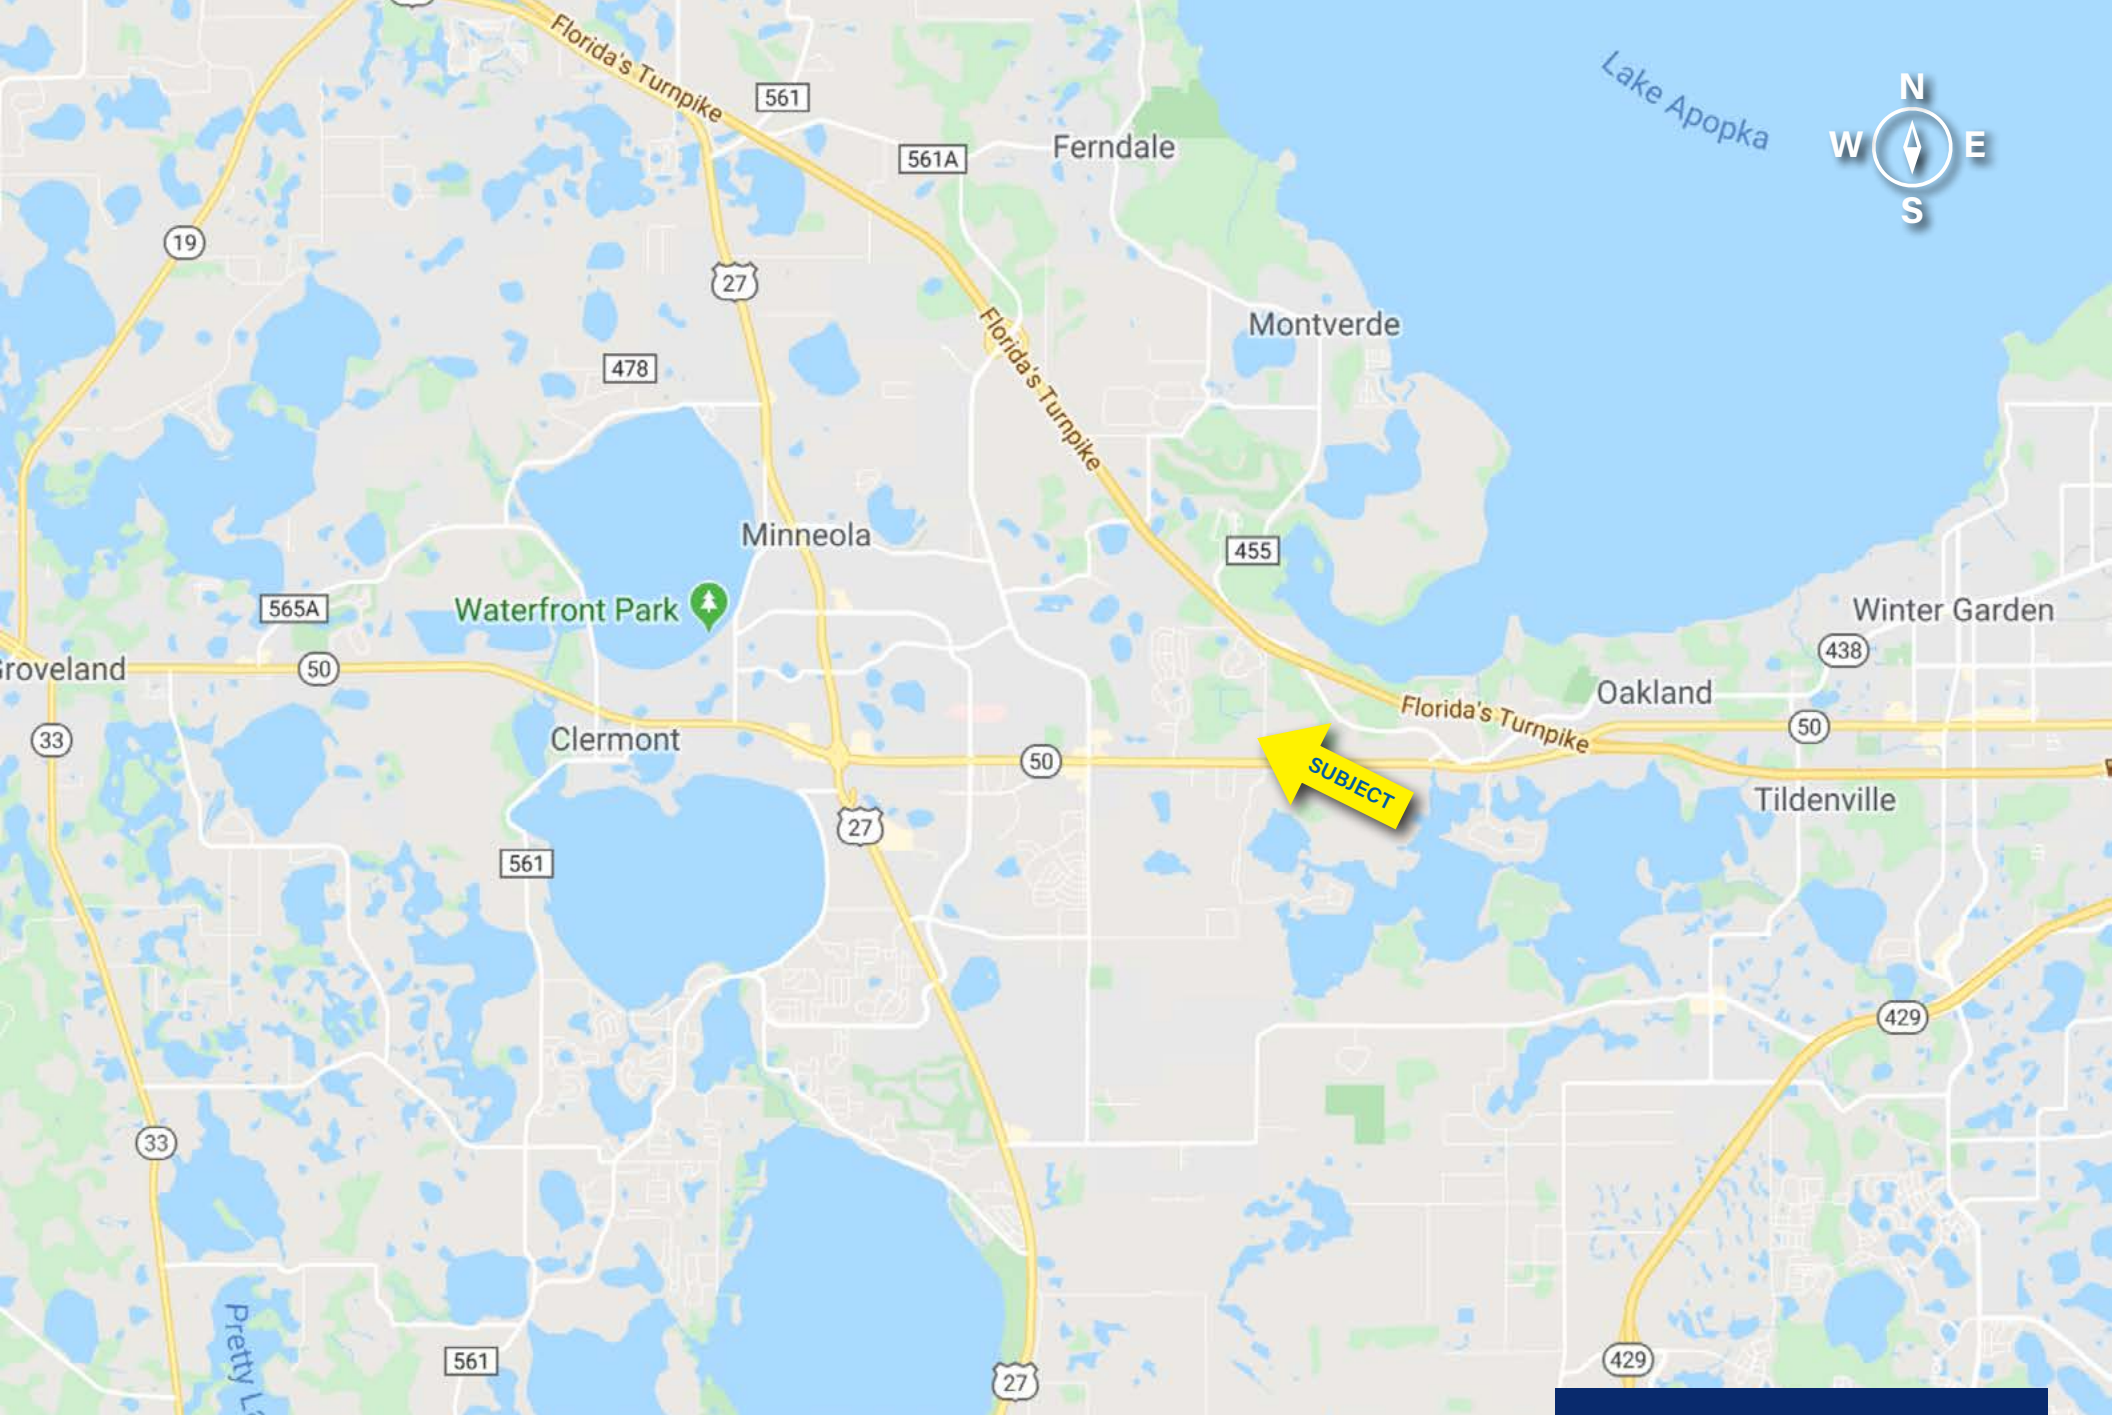 Florida's Turnpike
561
Lake Apopka
N
W
E
S
561A
Ferndale
19
27
Florida's Turnpike
Montverde
478
Minneola
455
565A
Waterfront Park
Winter Garden
438
roveland
50
Oakland
33
Clermont
Florida's Turnpike
50
50
SUBJECT
Tildenville
27
561
429
33
Pretty La
561
27
429